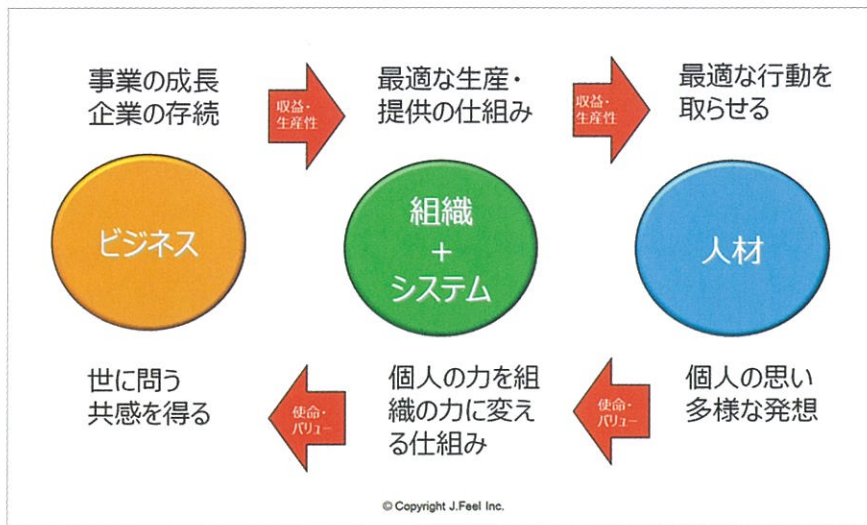 事業の成長
企業の存続
収益・
生産性
最適な生産・
提供の仕組み
収益・
生産性
最適な行動を
取らせる
ビジネス
組織
+
システム
人材
世に問う
共感を得る
使命・
バリュー
個人の力を組
織の力に変え
る仕組み
使命・
バリュー
個人の思い
多様な発想
© Copyright J.Feel Inc.